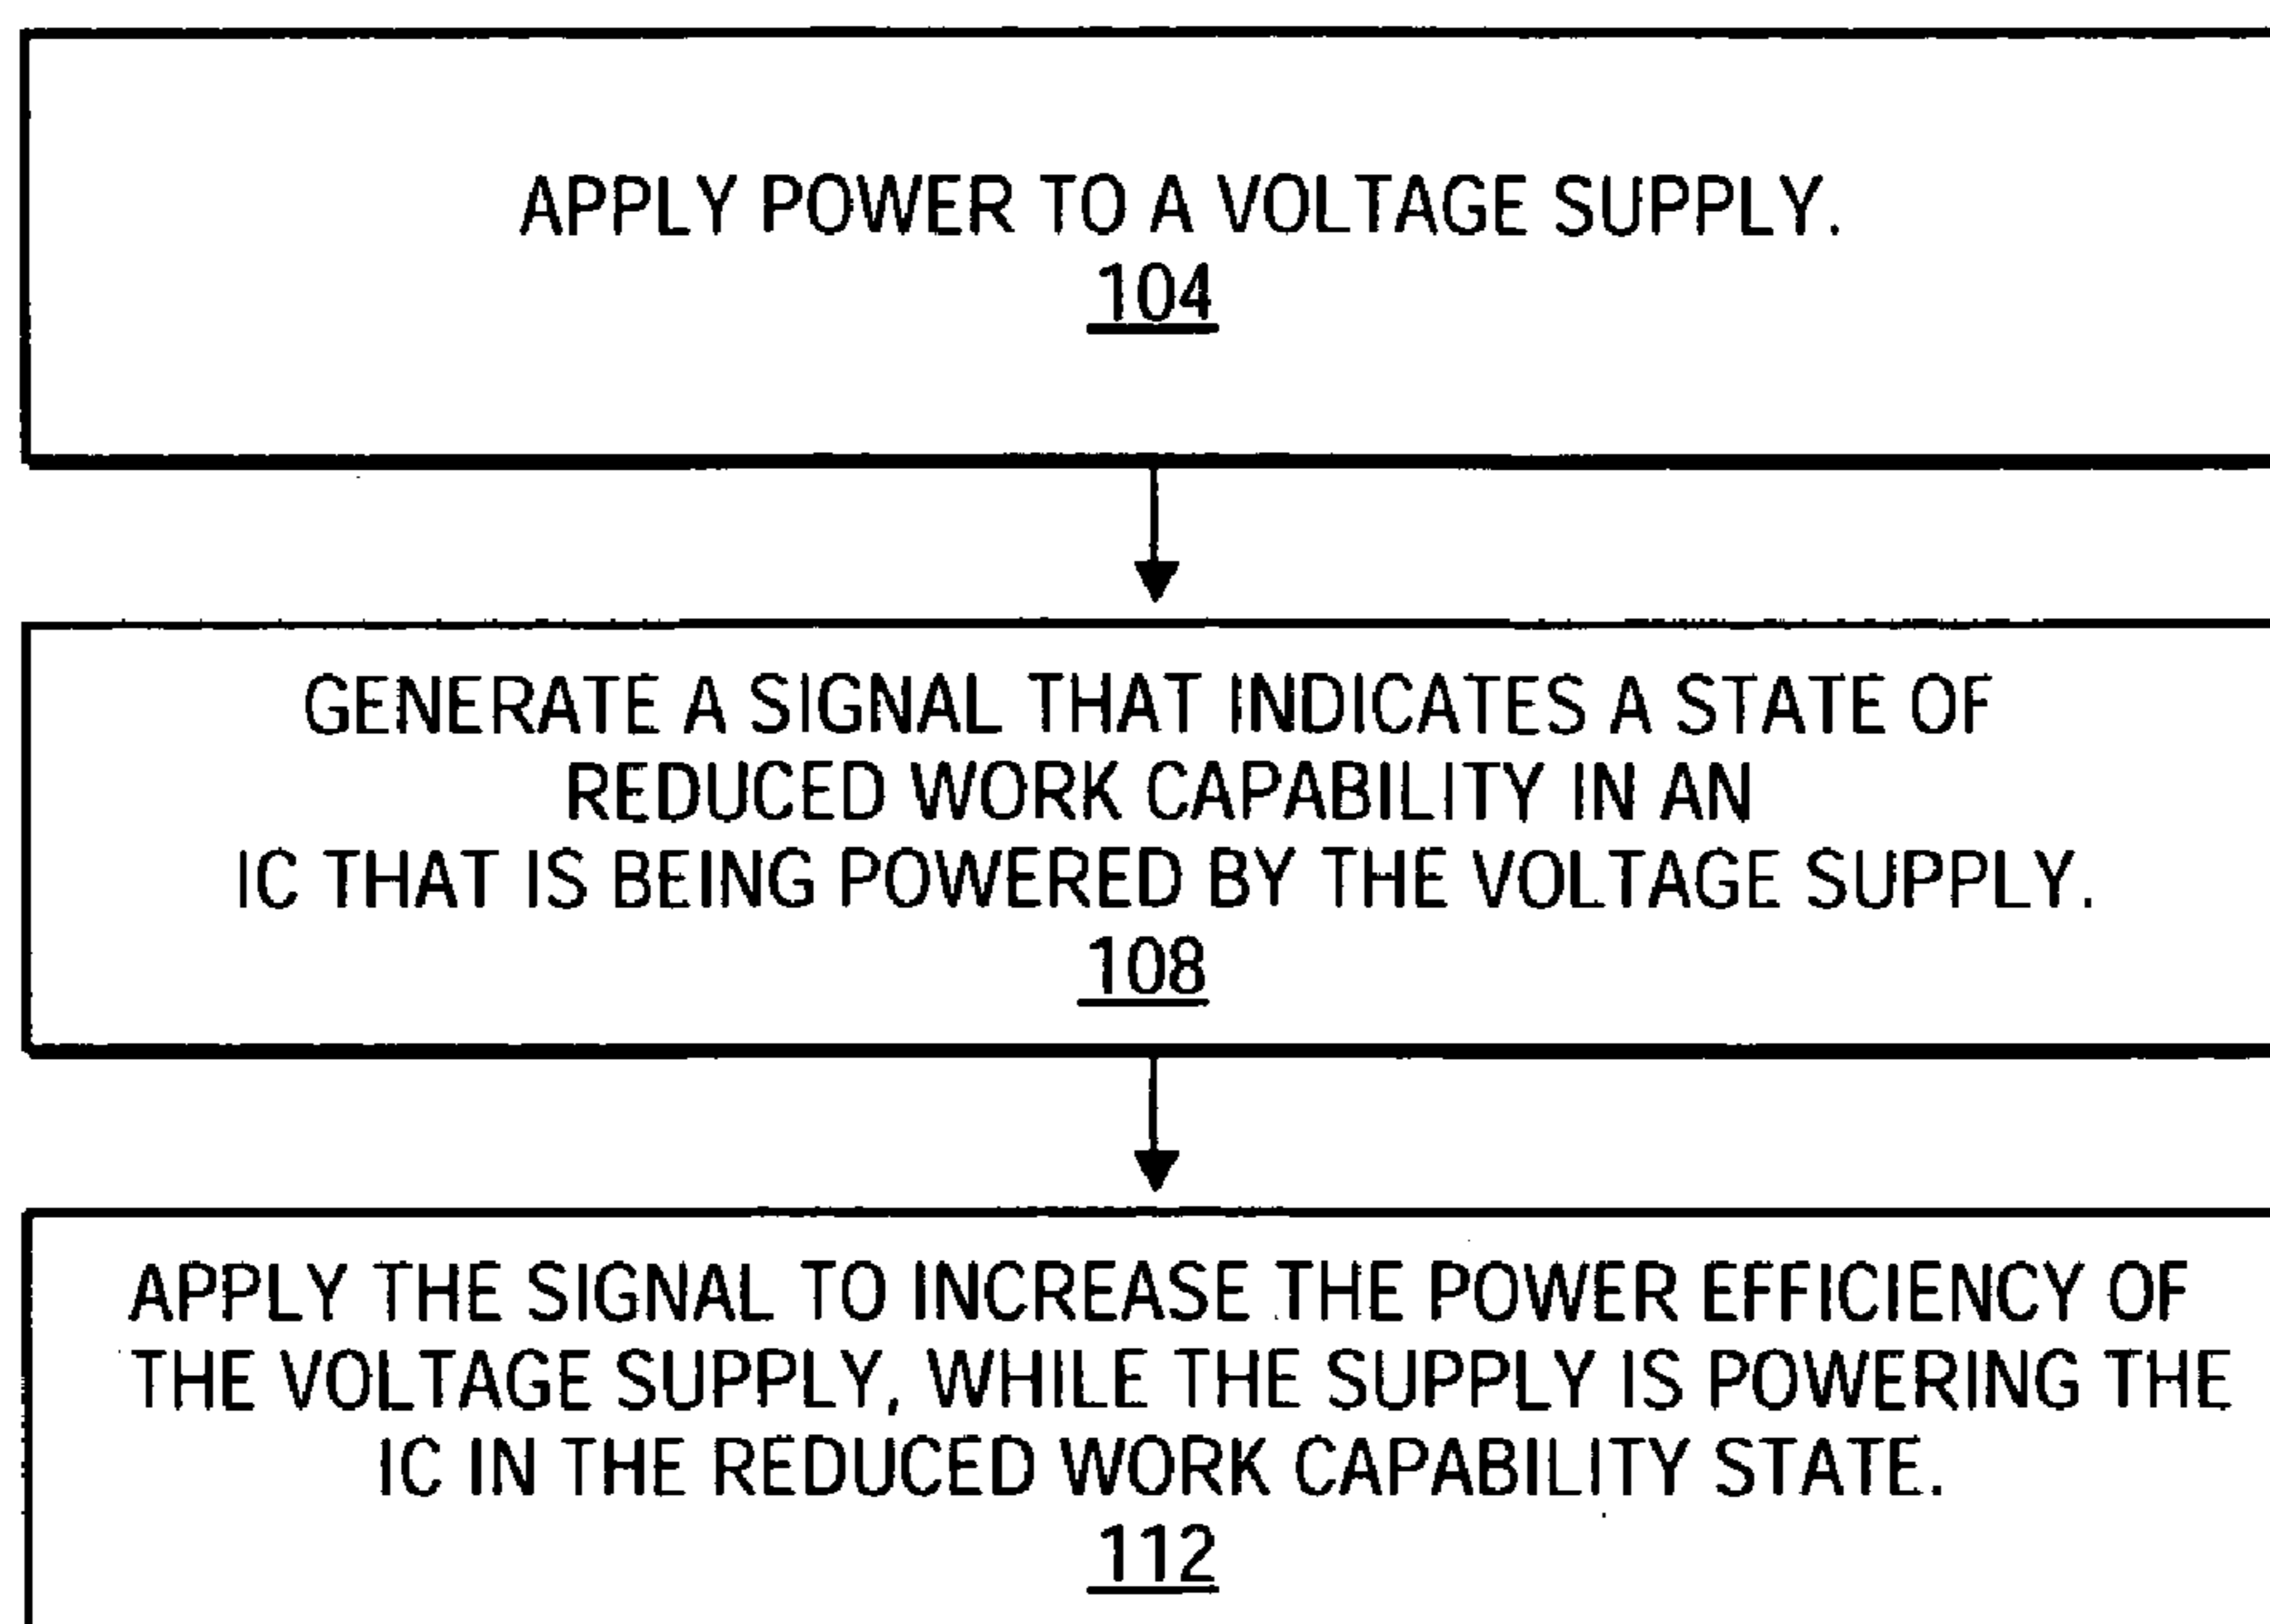 APPLY POWER TO A VOLTAGE SUPPLY.
104
GENERATE A SIGNAL THAT INDICATES A STATE OF
REDUCED WORK CAPABILITY IN AN
IC THAT IS BEING POWERED BY THE VOLTAGE SUPPLY.
108
APPLY THE SIGNAL TO INCREASE THE POWER EFFICIENCY OF
THE VOLTAGE SUPPLY, WHILE THE SUPPLY IS POWERING THE
IC IN THE REDUCED WORK CAPABILITY STATE.
112